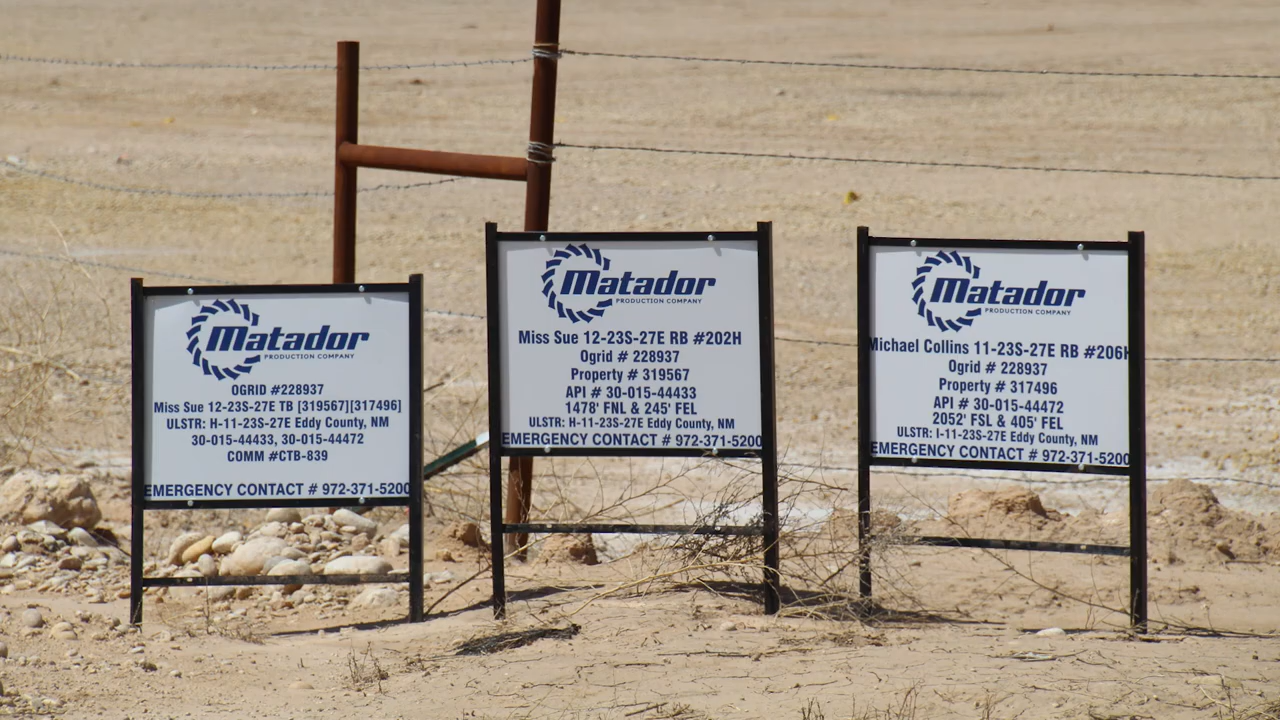 Matador
PRODUCTION COMPANY
OGRID #228937
Miss Sue 12-23S-27E TB [319567][317496]
ULSTR: H-11-23S-27E Eddy County, NM
30-015-44433, 30-015-44472
COMM #CTB-839
EMERGENCY CONTACT # 972-371-5200
Matador
PRODUCTION COMPANY
Miss Sue 12-23S-27E RB #202H
Ogrid # 228937
Property # 319567
API # 30-015-44433
1478' FNL & 245' FEL
ULSTR: H-11-23S-27E Eddy County, NM
EMERGENCY CONTACT # 972-371-5200
Matador
PRODUCTION COMPANY
Michael Collins 11-23S-27E RB #206H
Ogrid # 228937
Property # 317496
API # 30-015-44472
2052' FSL & 405' FEL
ULSTR: I-11-23S-27E Eddy County, NM
EMERGENCY CONTACT # 972-371-5200